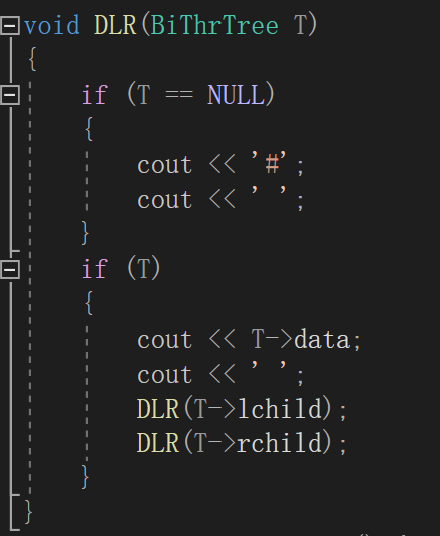 void DLR(BiThrTree T)
{
if (T == NULL)
{
cout << '#';
cout << ' ';
}
if (T)
{
cout << T->data;
cout << ' ';
DLR(T->lchild);
DLR(T->rchild);
}
}